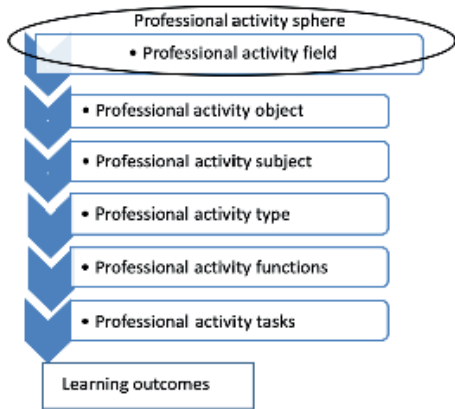 Professional activity sphere
• Professional activity field
• Professional activity object
• Professional activity subject
• Professional activity type
• Professional activity functions
• Professional activity tasks
Learning outcomes